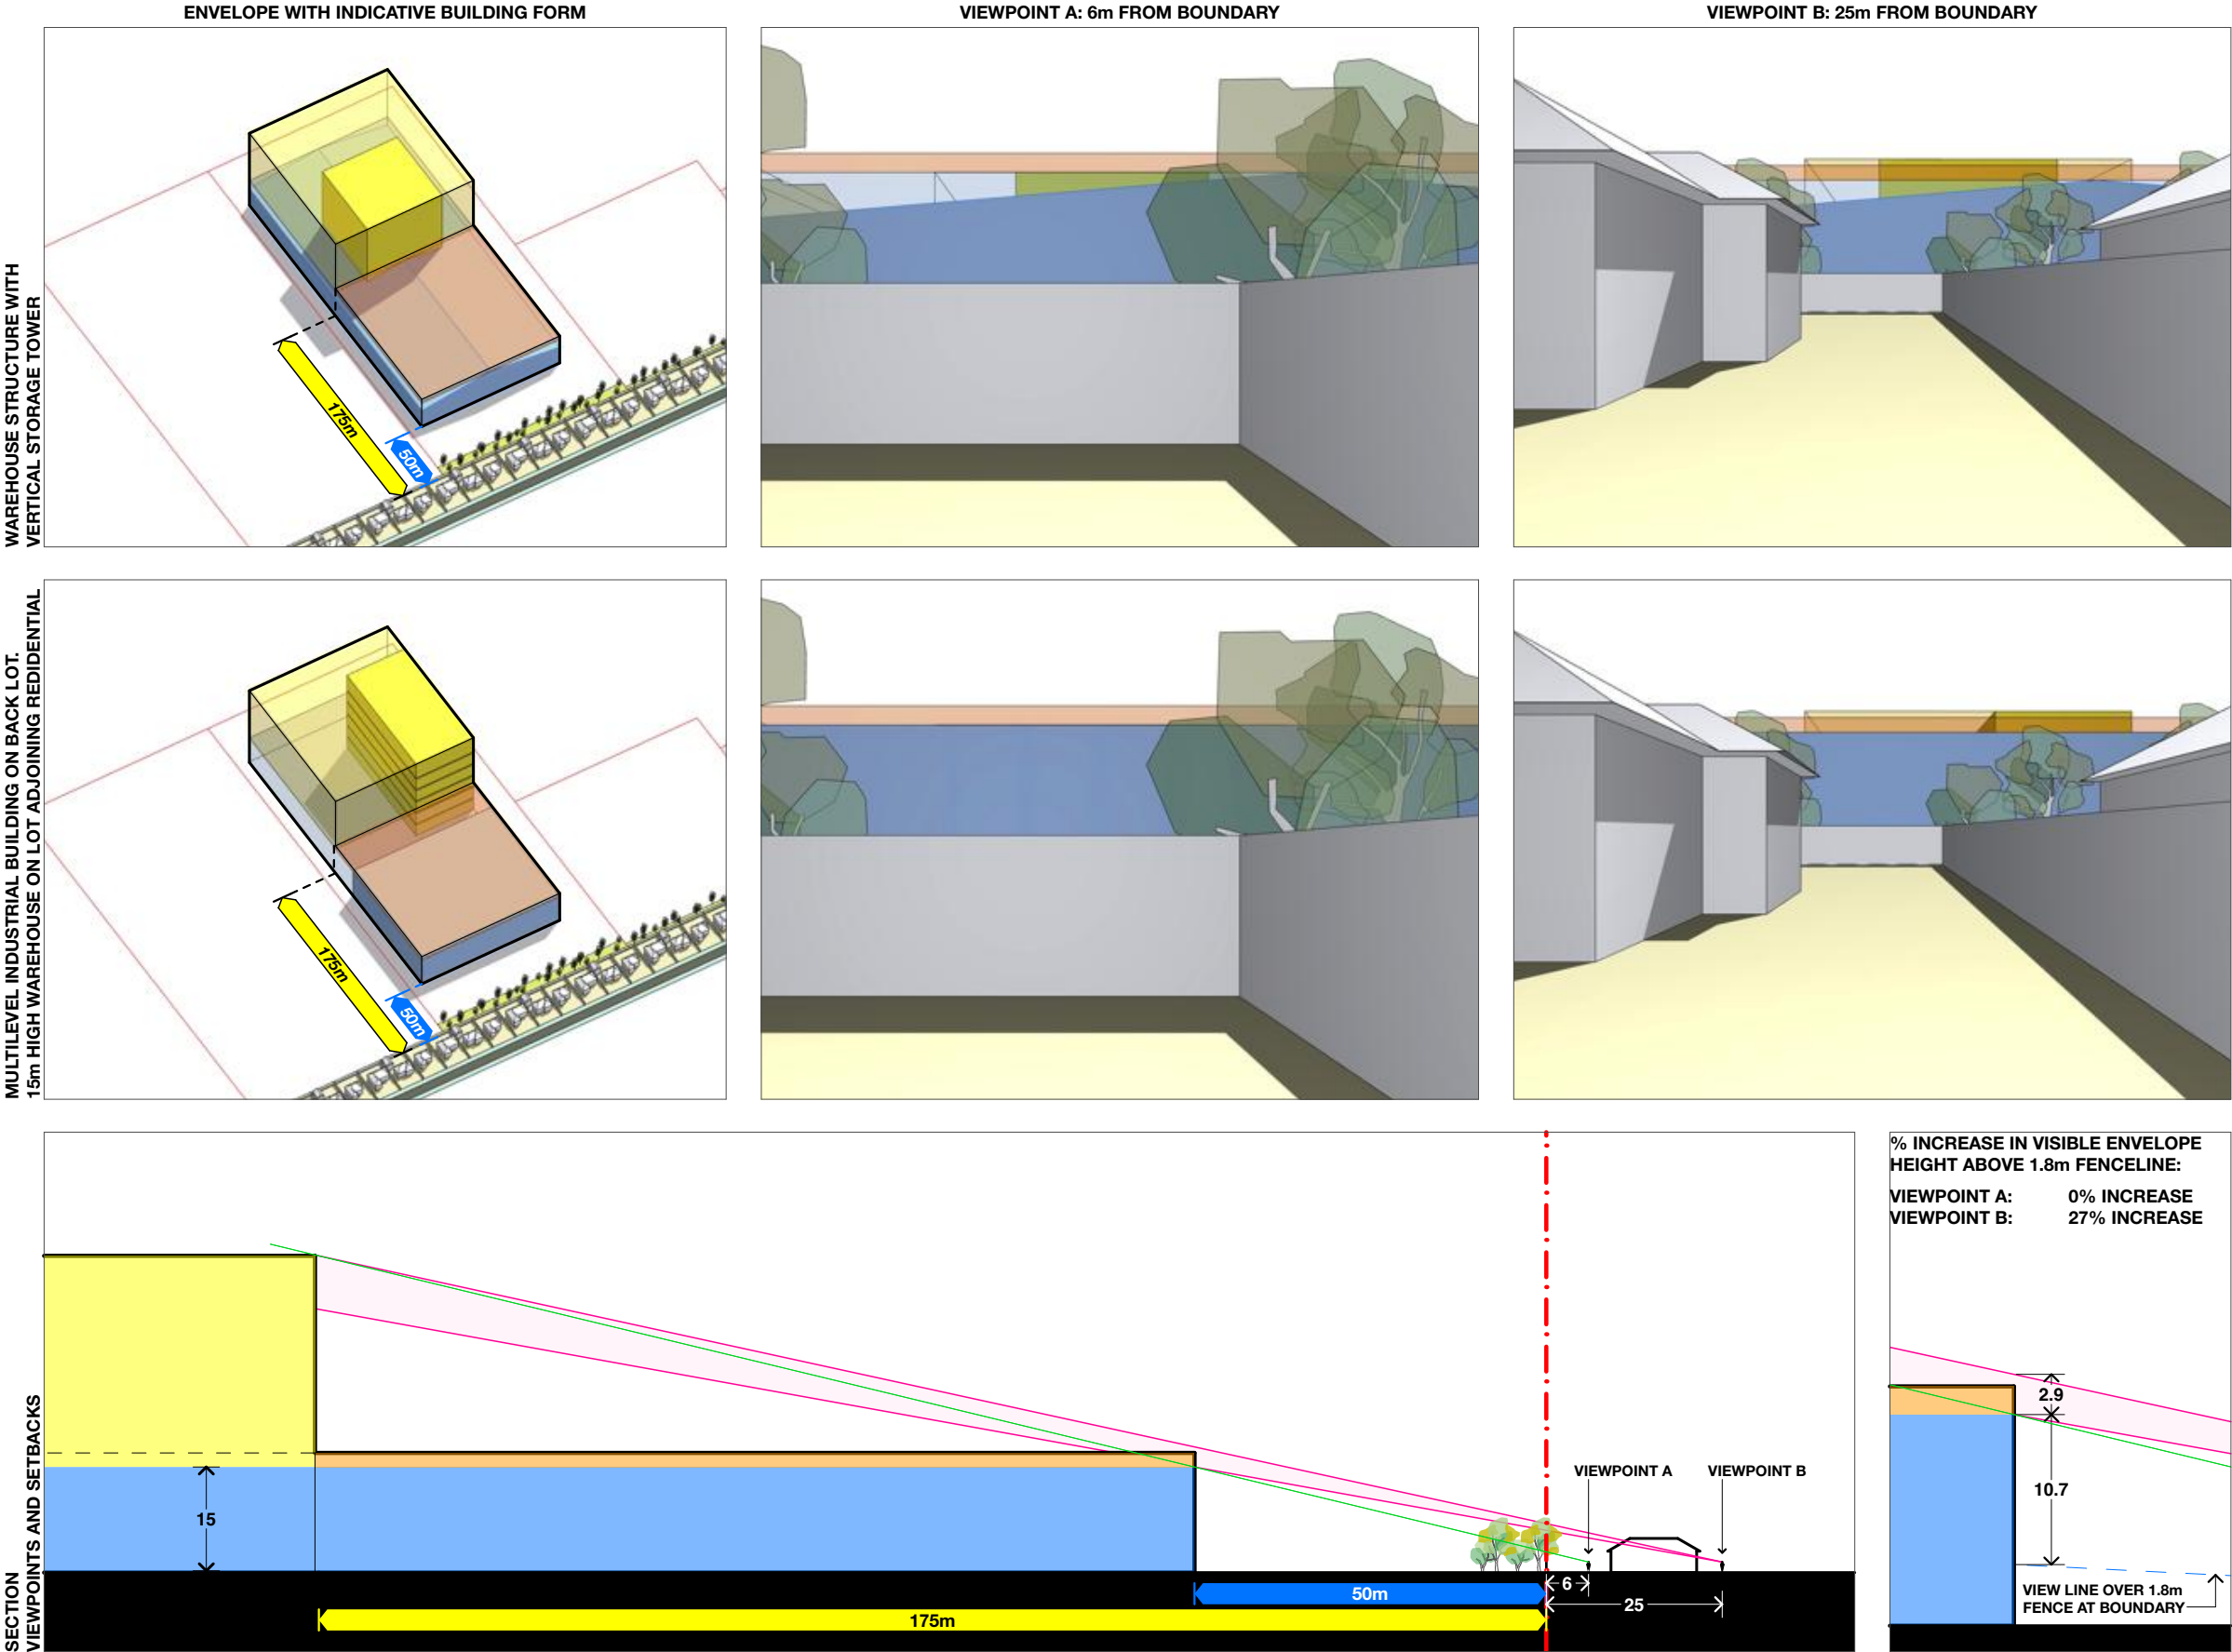 ENVELOPE WITH INDICATIVE BUILDING FORM
VIEWPOINT A: 6m FROM BOUNDARY
VIEWPOINT B: 25m FROM BOUNDARY
WAREHOUSE STRUCTURE WITH
VERTICAL STORAGE TOWER
175m
50m
MULTILEVEL INDUSTRIAL BUILDING ON BACK LOT.
15m HIGH WAREHOUSE ON LOT ADJOINING REDIDENTIAL
175m
50m
SECTION
VIEWPOINTS AND SETBACKS
15
VIEWPOINT A
VIEWPOINT B
6
25
50m
175m
% INCREASE IN VISIBLE ENVELOPE
HEIGHT ABOVE 1.8m FENCELINE:
VIEWPOINT A: 0% INCREASE
VIEWPOINT B: 27% INCREASE
2.9
10.7
VIEW LINE OVER 1.8m
FENCE AT BOUNDARY